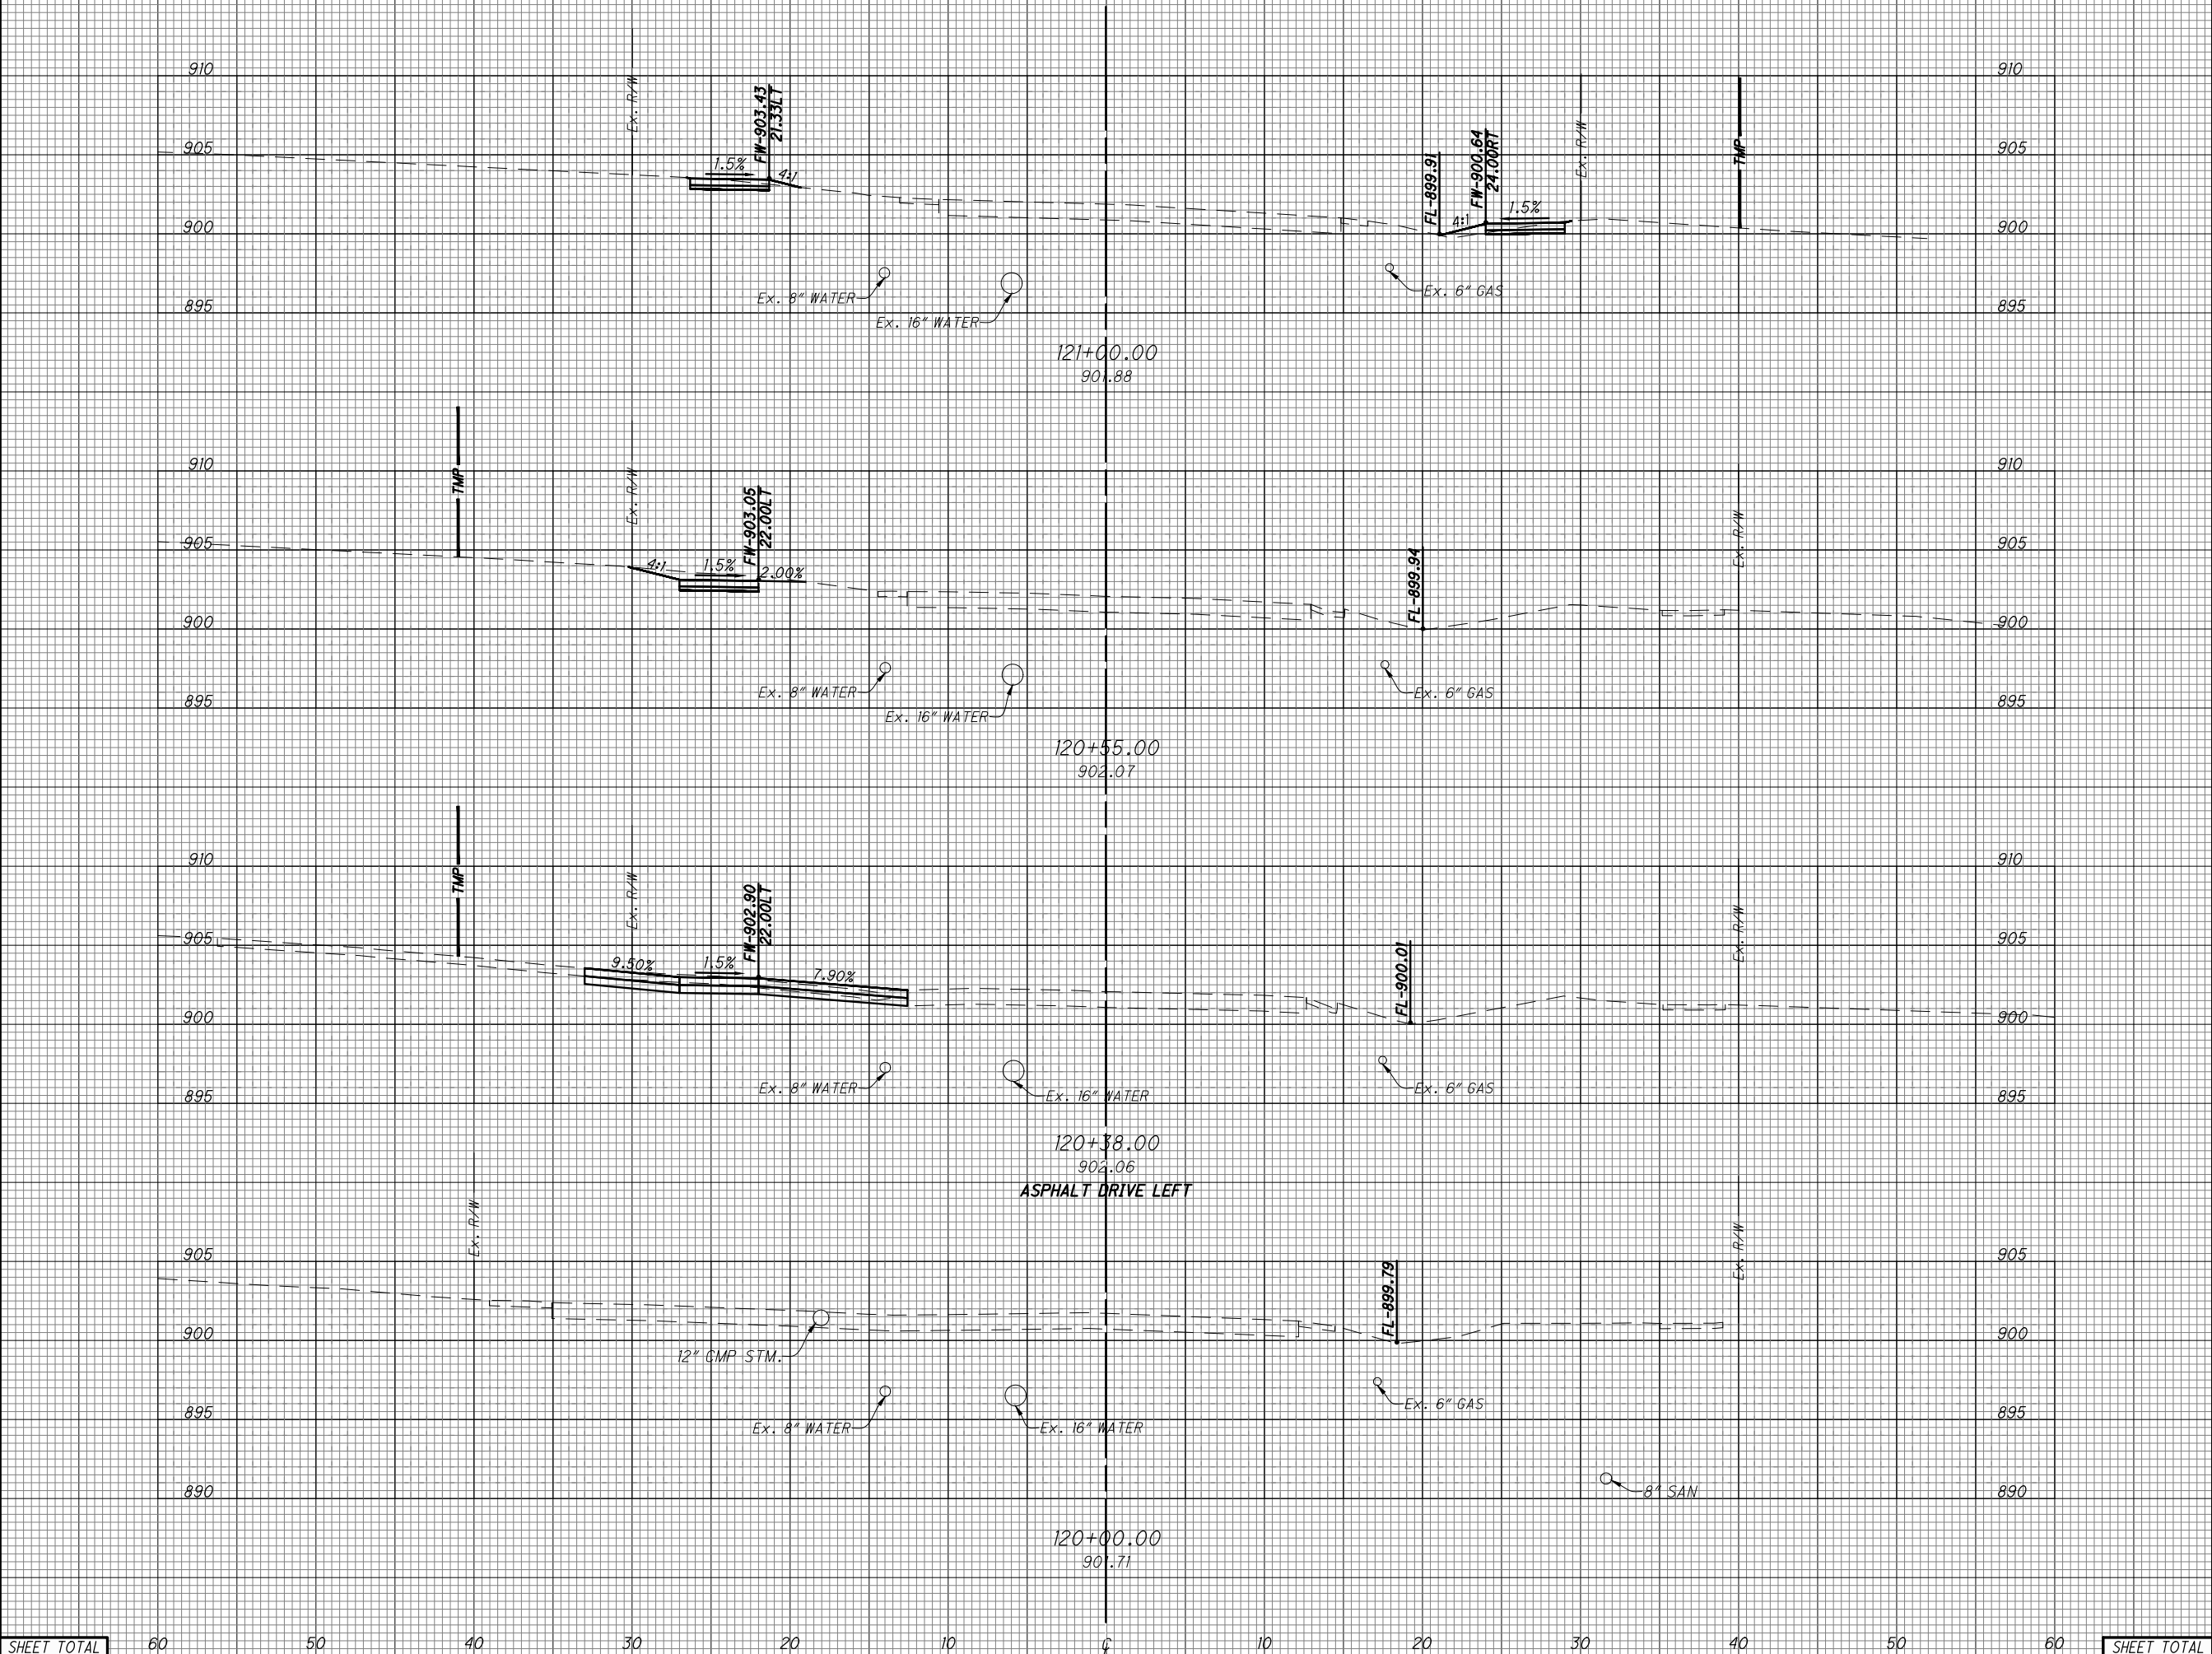 910
910
Ex. R/W
FW-903.43
21.33LT
1.5%
4:1
905
905
FL-899.91
FW-900.64
24.00RT
4:1
1.5%
Ex. R/W
TMP
900
900
Ex. 8" WATER
Ex. 16" WATER
Ex. 6" GAS
895
895
121+00.00
901.88
910
910
TMP
Ex. R/W
FW-903.05
22.00LT
4:1
1.5%
2.00%
905
905
FL-899.94
Ex. R/W
900
900
Ex. 8" WATER
Ex. 16" WATER
Ex. 6" GAS
895
895
120+55.00
902.07
910
910
TMP
Ex. R/W
FW-902.90
22.00LT
9.50%
1.5%
7.90%
905
905
FL-900.01
Ex. R/W
900
900
Ex. 8" WATER
Ex. 16" WATER
Ex. 6" GAS
895
895
120+38.00
902.06
ASPHALT DRIVE LEFT
Ex. R/W
Ex. R/W
905
905
FL-899.79
900
900
12" CMP STM.
Ex. 8" WATER
Ex. 16" WATER
Ex. 6" GAS
895
895
8" SAN
890
890
120+00.00
901.71
SHEET TOTAL 60 50 40 30 20 10 ℄ 10 20 30 40 50 60 SHEET TOTAL